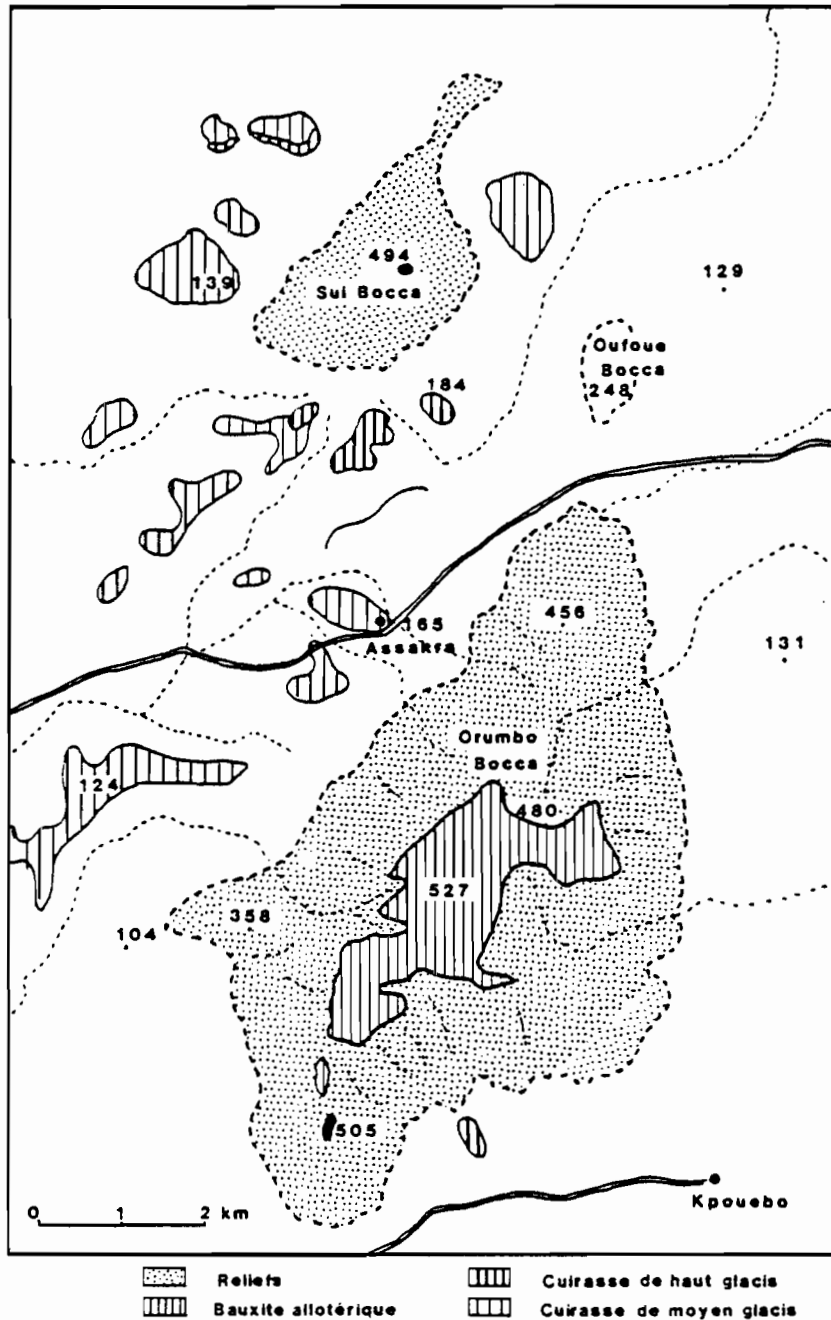 494
Sui Bocca
139
129
Oufoue
Bocca
248
184
165
Assakra
456
131
Orumbo
Bocca
480
124
527
358
104
505
0 1 2 km
Kpouebo
Reliefs
Bauxite allotérique
Cuirasse de haut glacis
Cuirasse de moyen glacis